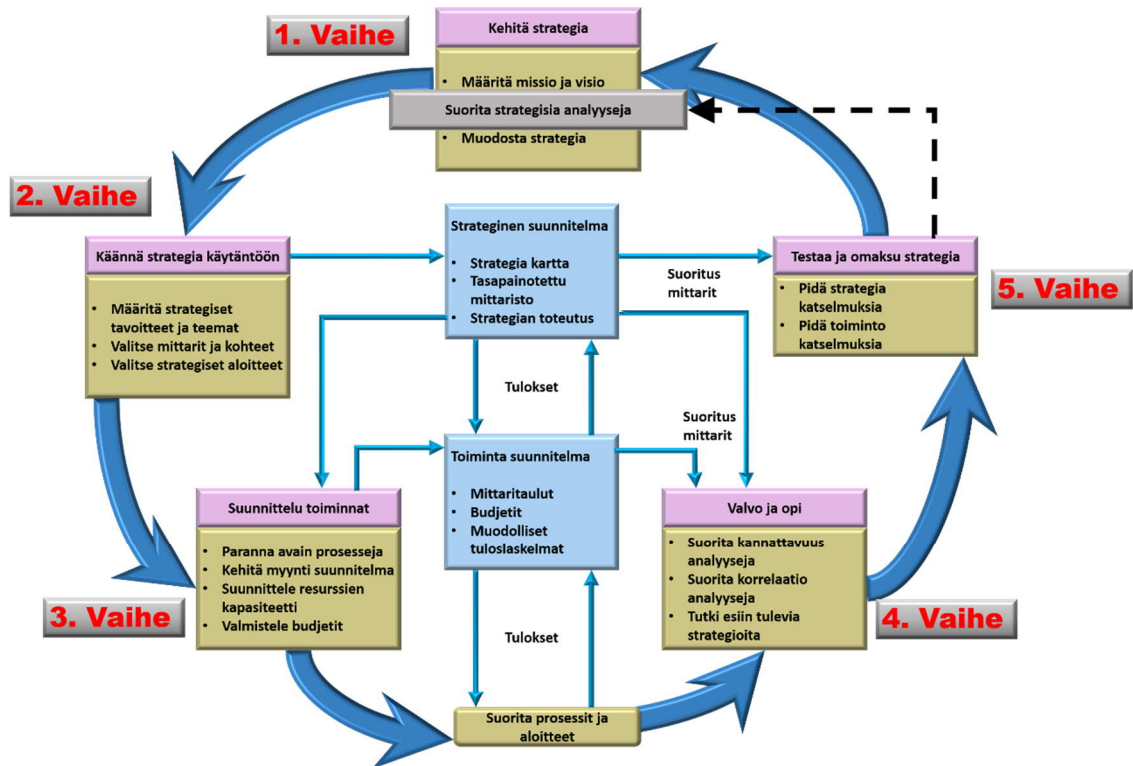 1. Vaihe
Kehitä strategia
• Määritä missio ja visio
Suorita strategisia analyyseja
• Muodosta strategia
2. Vaihe
Käännä strategia käytäntöön
• Määritä strategiset
tavoitteet ja teemat
• Valitse mittarit ja kohteet
• Valitse strategiset aloitteet
Strateginen suunnitelma
• Strategia kartta
• Tasapainotettu
mittaristo
• Strategian toteutus
Suoritus
mittarit
Testaa ja omaksu strategia
• Pidä strategia
katselmuksia
• Pidä toiminto
katselmuksia
5. Vaihe
Tulokset
Suoritus
mittarit
Toiminta suunnitelma
• Mittaritaulut
• Budjetit
• Muodolliset
tuloslaskelmat
Suunnittelu toiminnat
• Paranna avain prosesseja
• Kehitä myynti suunnitelma
• Suunnittele resurssien
kapasiteetti
• Valmistele budjetit
3. Vaihe
Valvo ja opi
• Suorita kannattavuus
analyyseja
• Suorita korrelaatio
analyyseja
• Tutki esiin tulevia
strategioita
4. Vaihe
Tulokset
Suorita prosessit ja
aloitteet